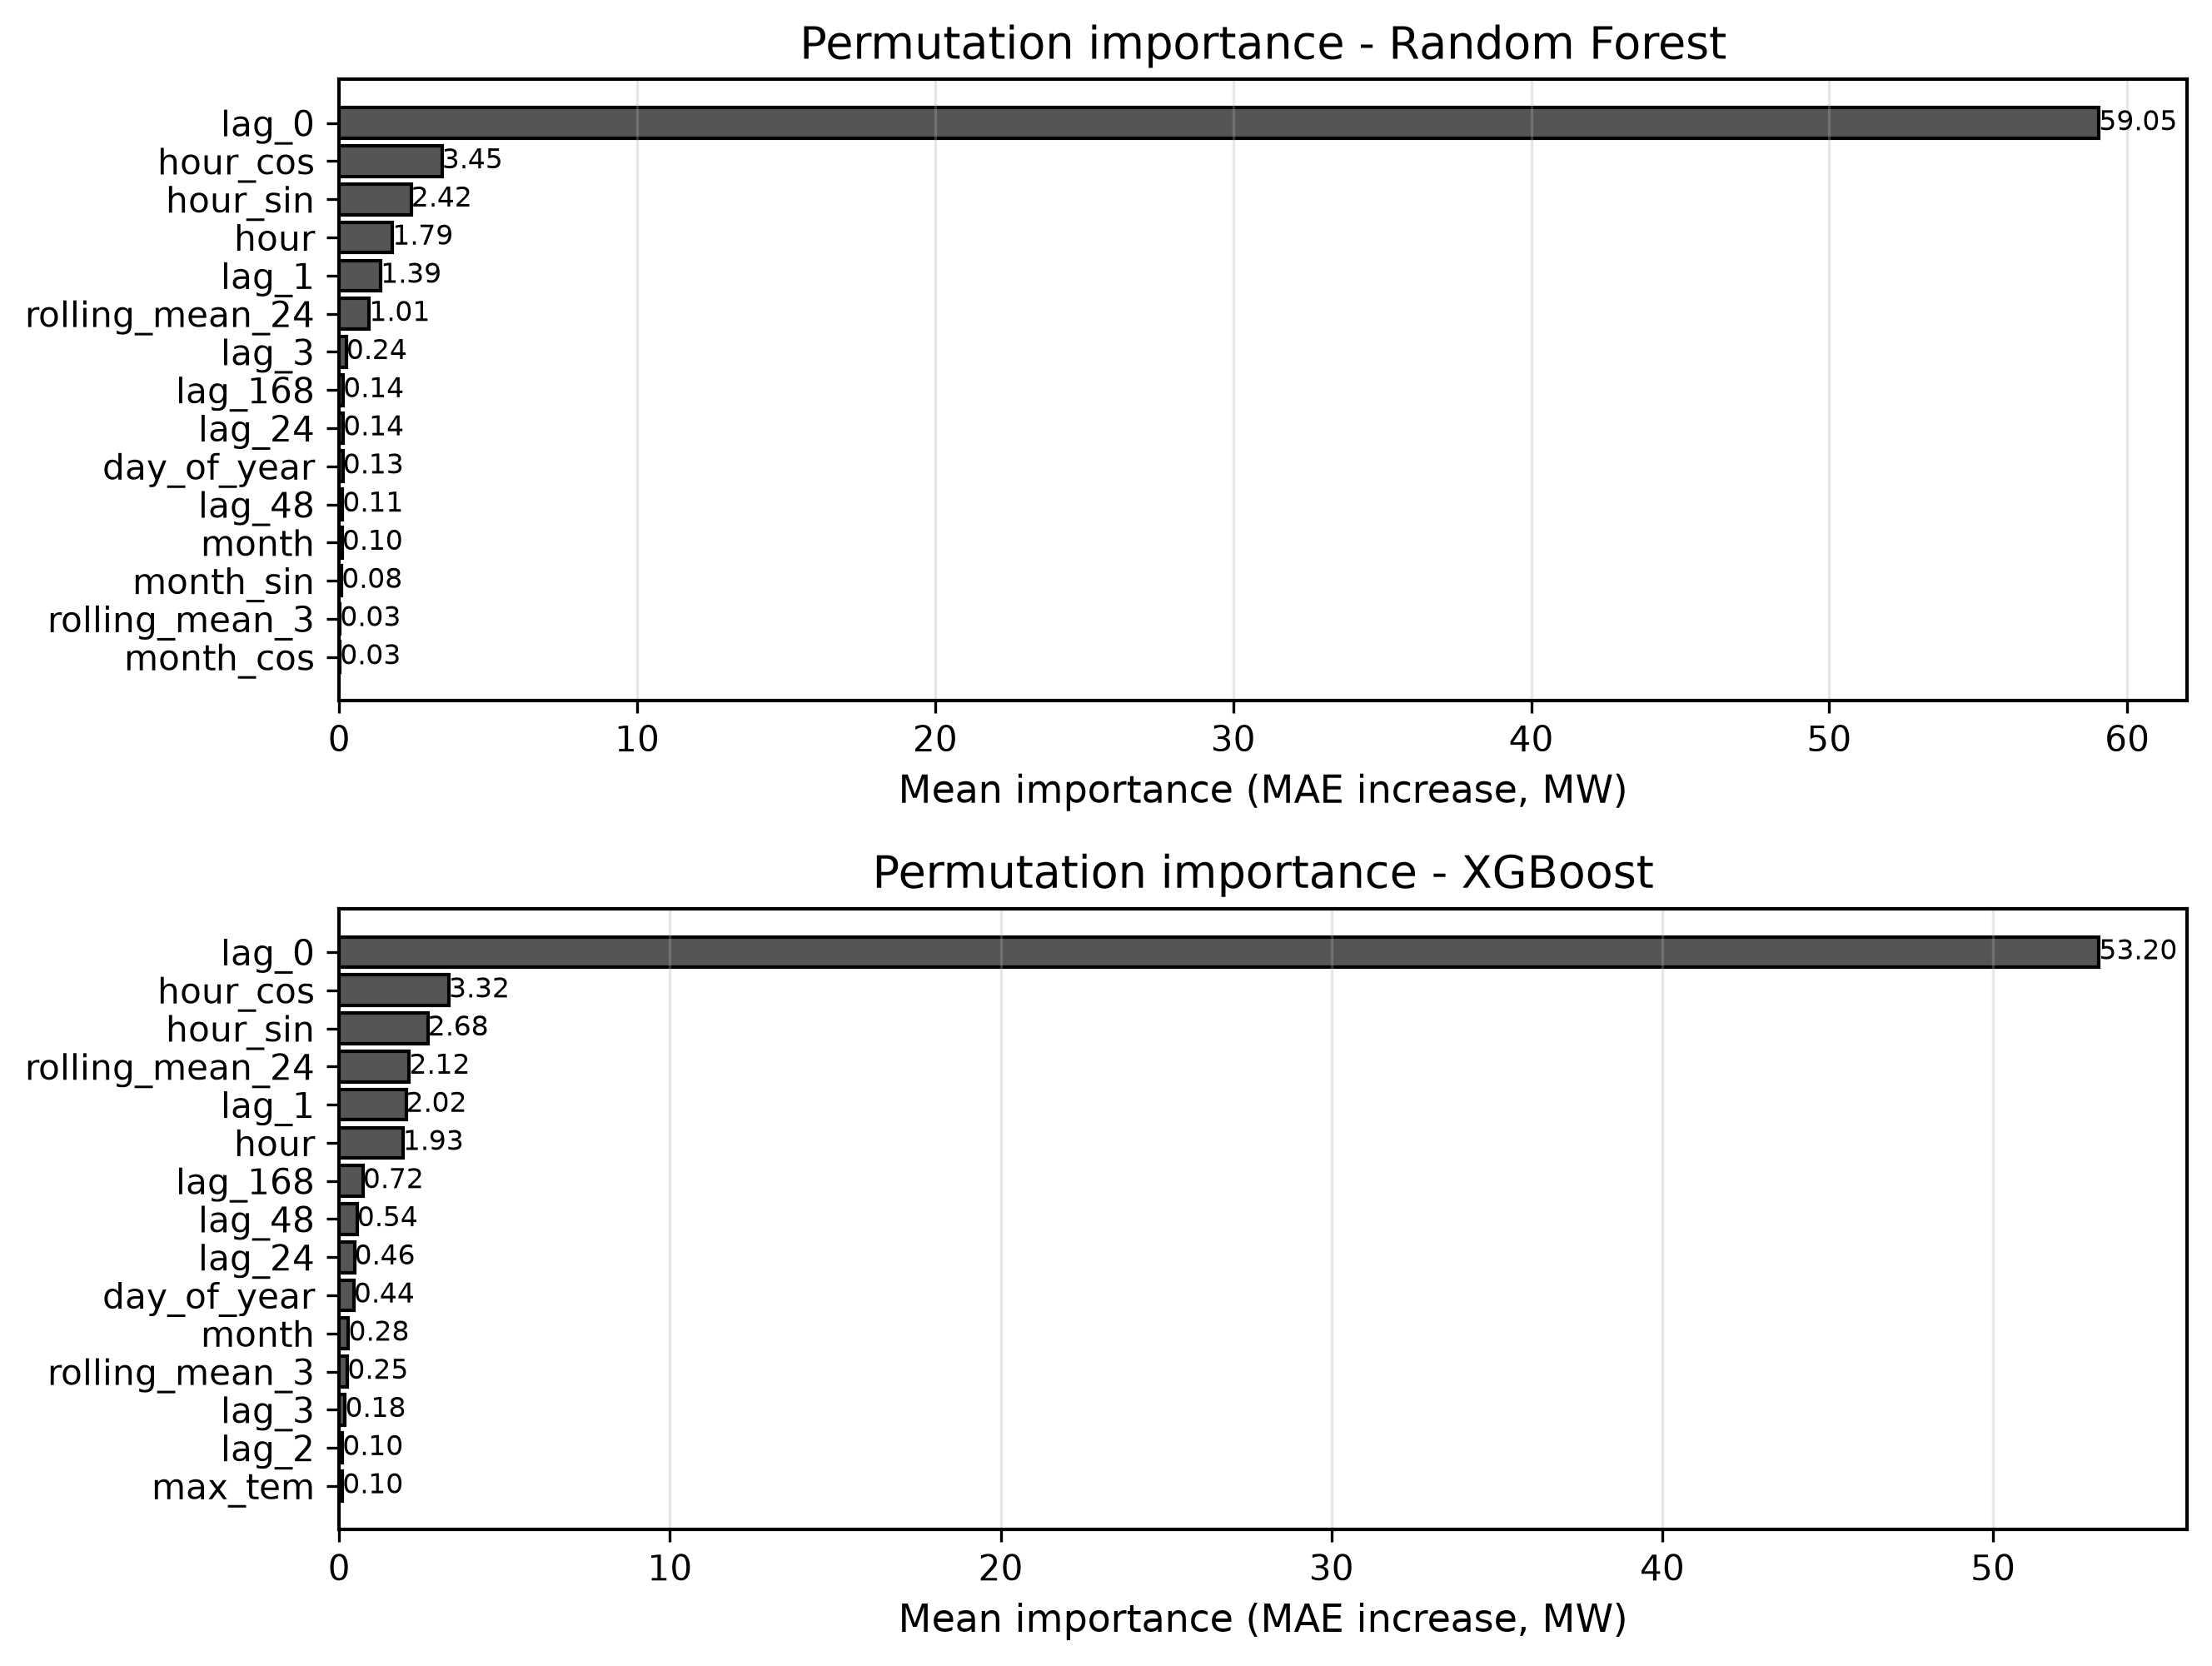 Permutation importance - Random Forest
lag_0 59.05
hour_cos 3.45
hour_sin 2.42
hour 1.79
lag_1 1.39
rolling_mean_24 1.01
lag_3 0.24
lag_168 0.14
lag_24 0.14
day_of_year 0.13
lag_48 0.11
month 0.10
month_sin 0.08
rolling_mean_3 0.03
month_cos 0.03
0 10 20 30 40 50 60
Mean importance (MAE increase, MW)
Permutation importance - XGBoost
lag_0 53.20
hour_cos 3.32
hour_sin 2.68
rolling_mean_24 2.12
lag_1 2.02
hour 1.93
lag_168 0.72
lag_48 0.54
lag_24 0.46
day_of_year 0.44
month 0.28
rolling_mean_3 0.25
lag_3 0.18
lag_2 0.10
max_tem 0.10
0 10 20 30 40 50
Mean importance (MAE increase, MW)